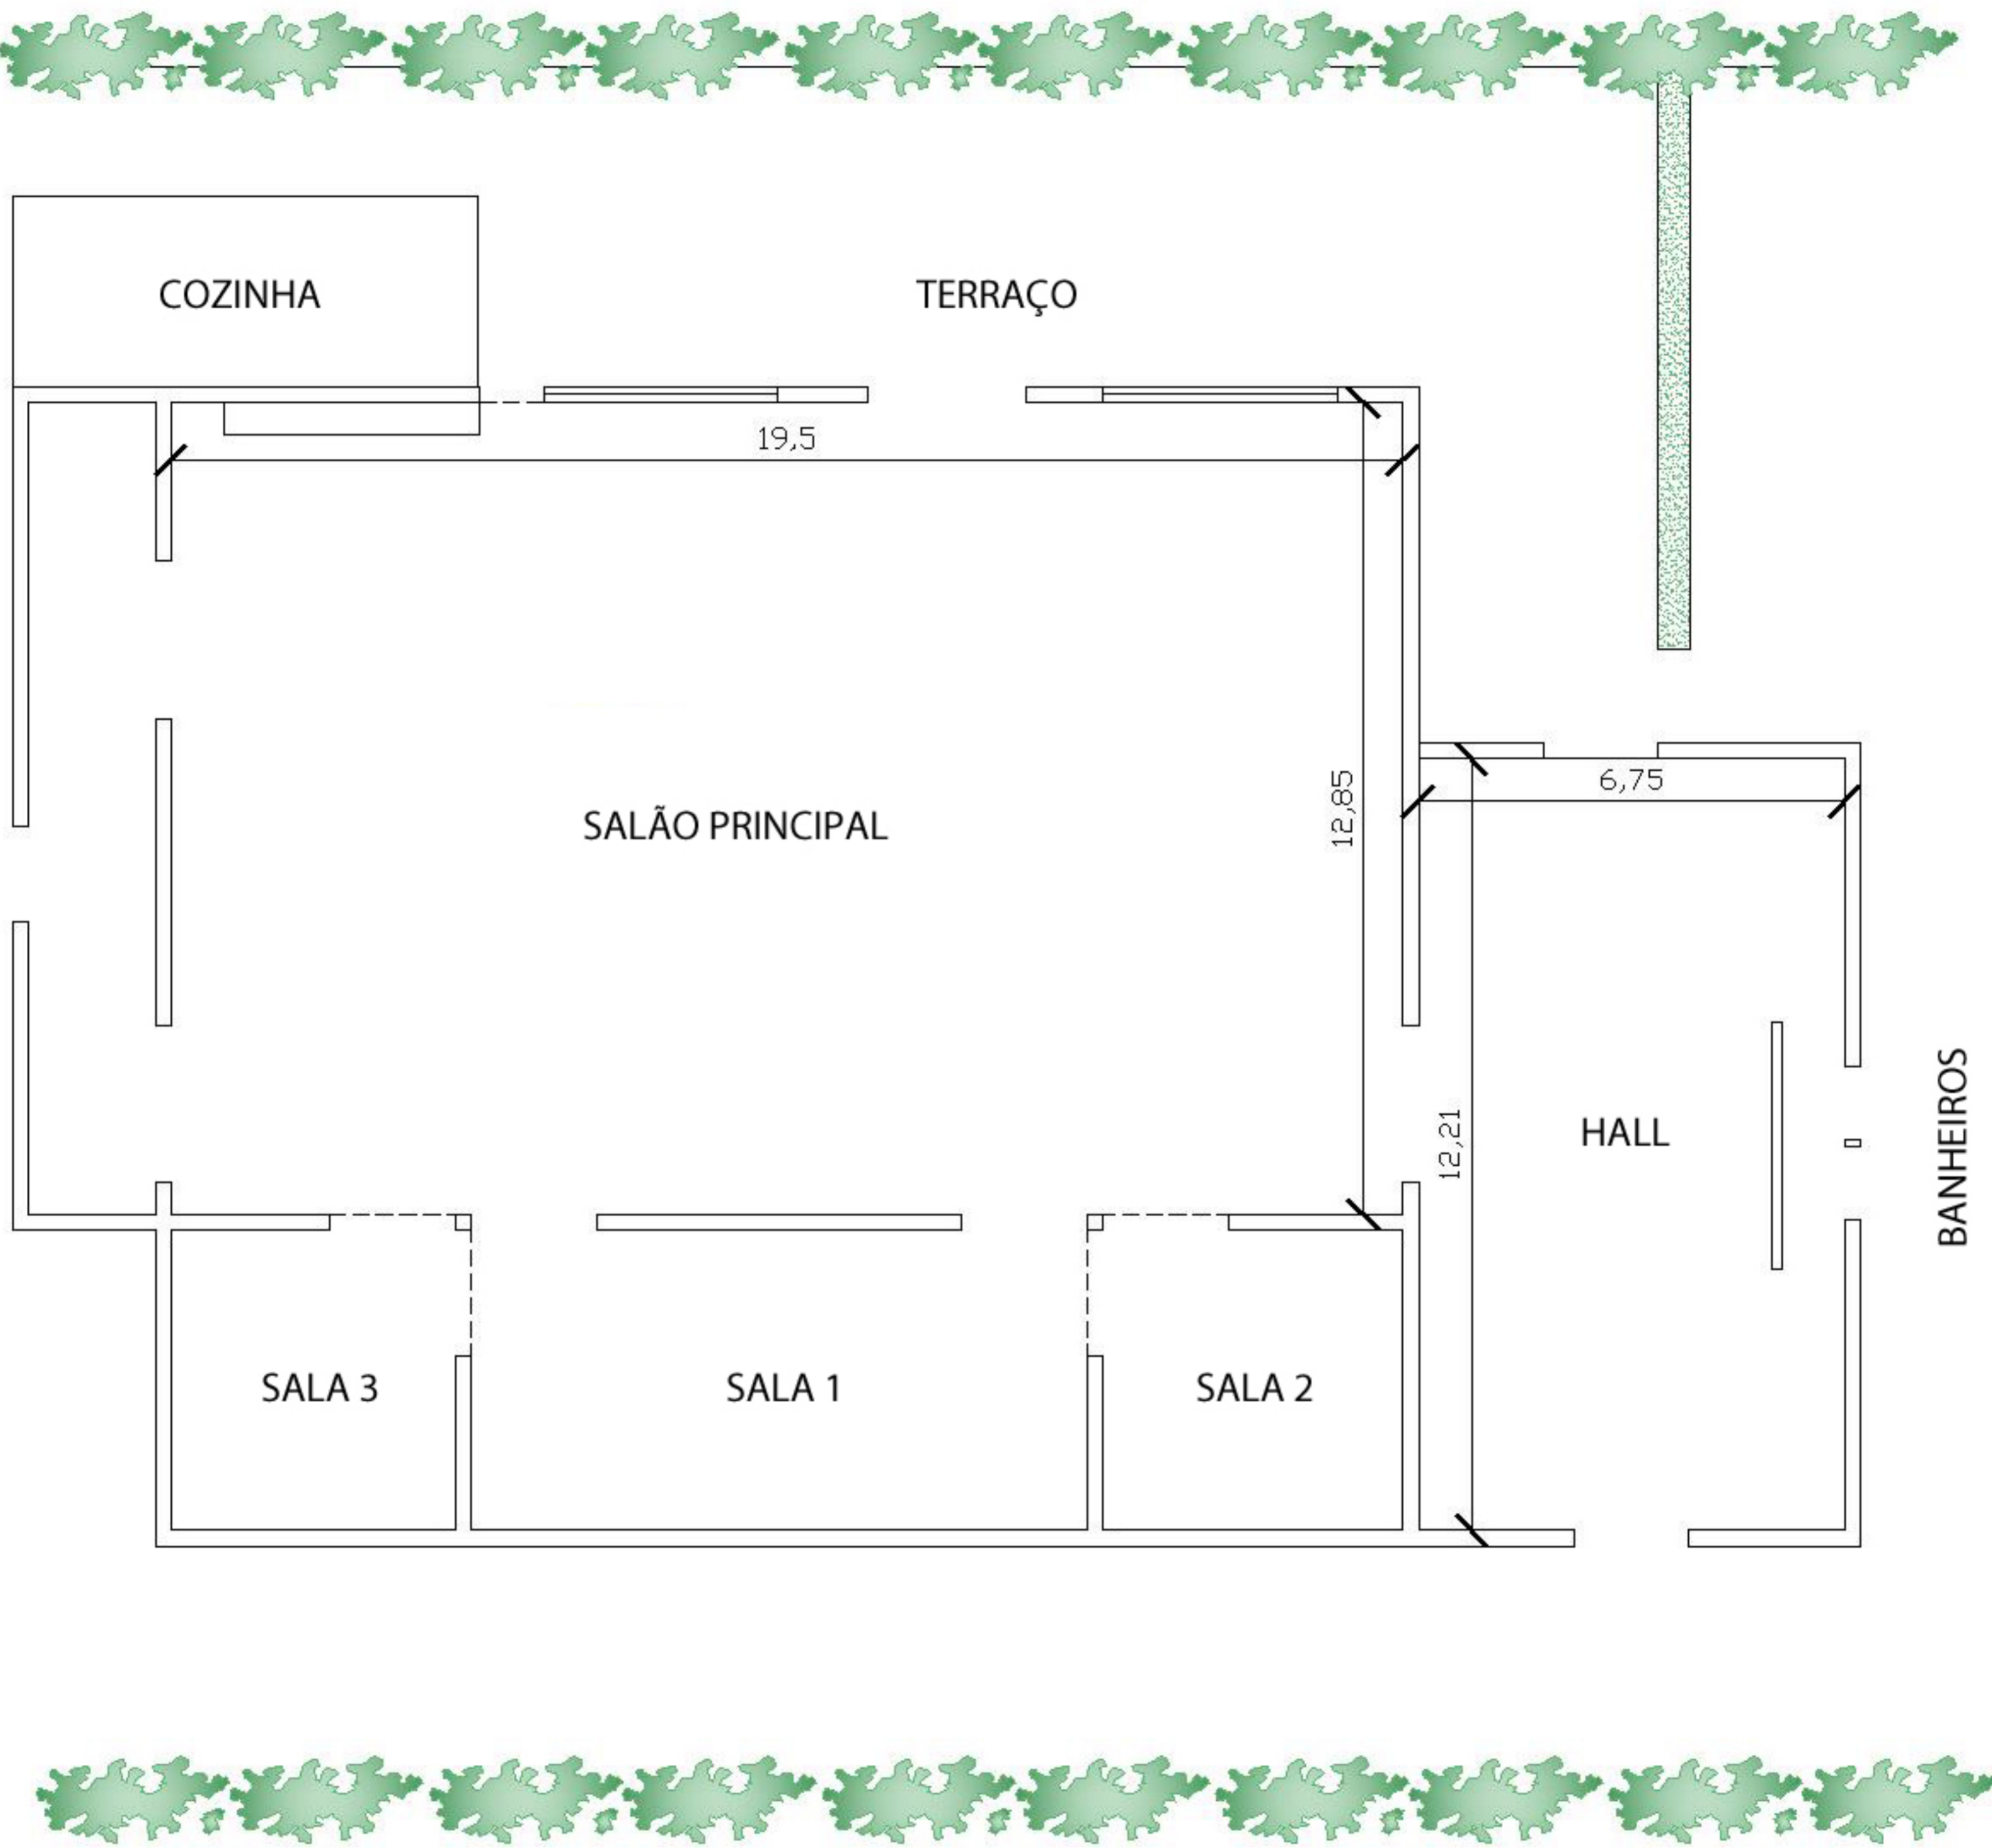 COZINHA
TERRAÇO
19,5
SALÃO PRINCIPAL
12,85
6,75
12,21
HALL
BANHEIROS
SALA 3
SALA 1
SALA 2